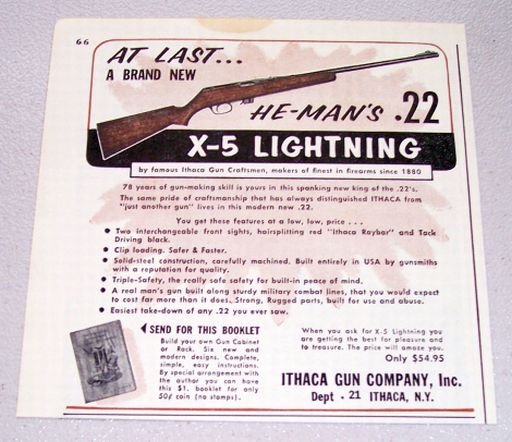 66
AT LAST...
A BRAND NEW
HE-MAN'S .22
X-5 LIGHTNING
by famous Ithaca Gun Craftsmen, makers of finest in firearms since 1880
78 years of gun-making skill is yours in this spanking new king of the .22's.
The same pride of craftsmanship that has always distinguished ITHACA from
"just another gun" lives in this modern new .22.
You get these features at a low, low, price . . .
• Two interchangeable front sights, hairsplitting red "Ithaca Raybar" and Tack
Driving black.
• Clip loading. Safer & Faster.
• Solid-steel construction, carefully machined. Built entirely in USA by gunsmiths
with a reputation for quality.
• Triple-Safety, the really safe safety for built-in peace of mind.
• A real man's gun built along sturdy military combat lines, that you would expect
to cost far more than it does. Strong, Rugged parts, built for use and abuse.
• Easiest take-down of any .22 you ever saw.
SEND FOR THIS BOOKLET
Build your own Gun Cabinet
or Rack. Six new and
modern designs. Complete,
simple, easy instructions.
By special arrangement with
the author you can have
this $1. booklet for only
50¢ coin (no stamps).
When you ask for X-5 Lightning you
are getting the best for pleasure and
to treasure. The price will amaze you.
Only $54.95
ITHACA GUN COMPANY, Inc.
Dept - 21 ITHACA, N.Y.